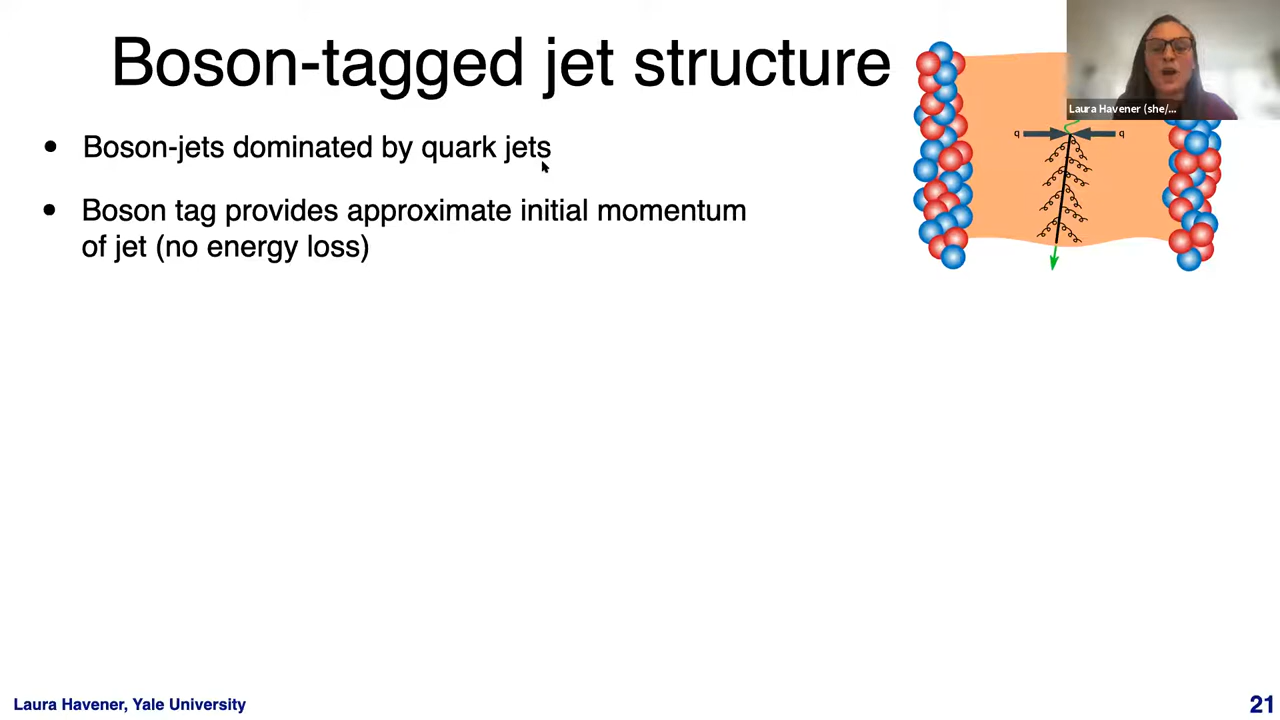 Boson-tagged jet structure
Laura Havener (she/...
q
q
• Boson-jets dominated by quark jets
• Boson tag provides approximate initial momentum
of jet (no energy loss)
Laura Havener, Yale University
21